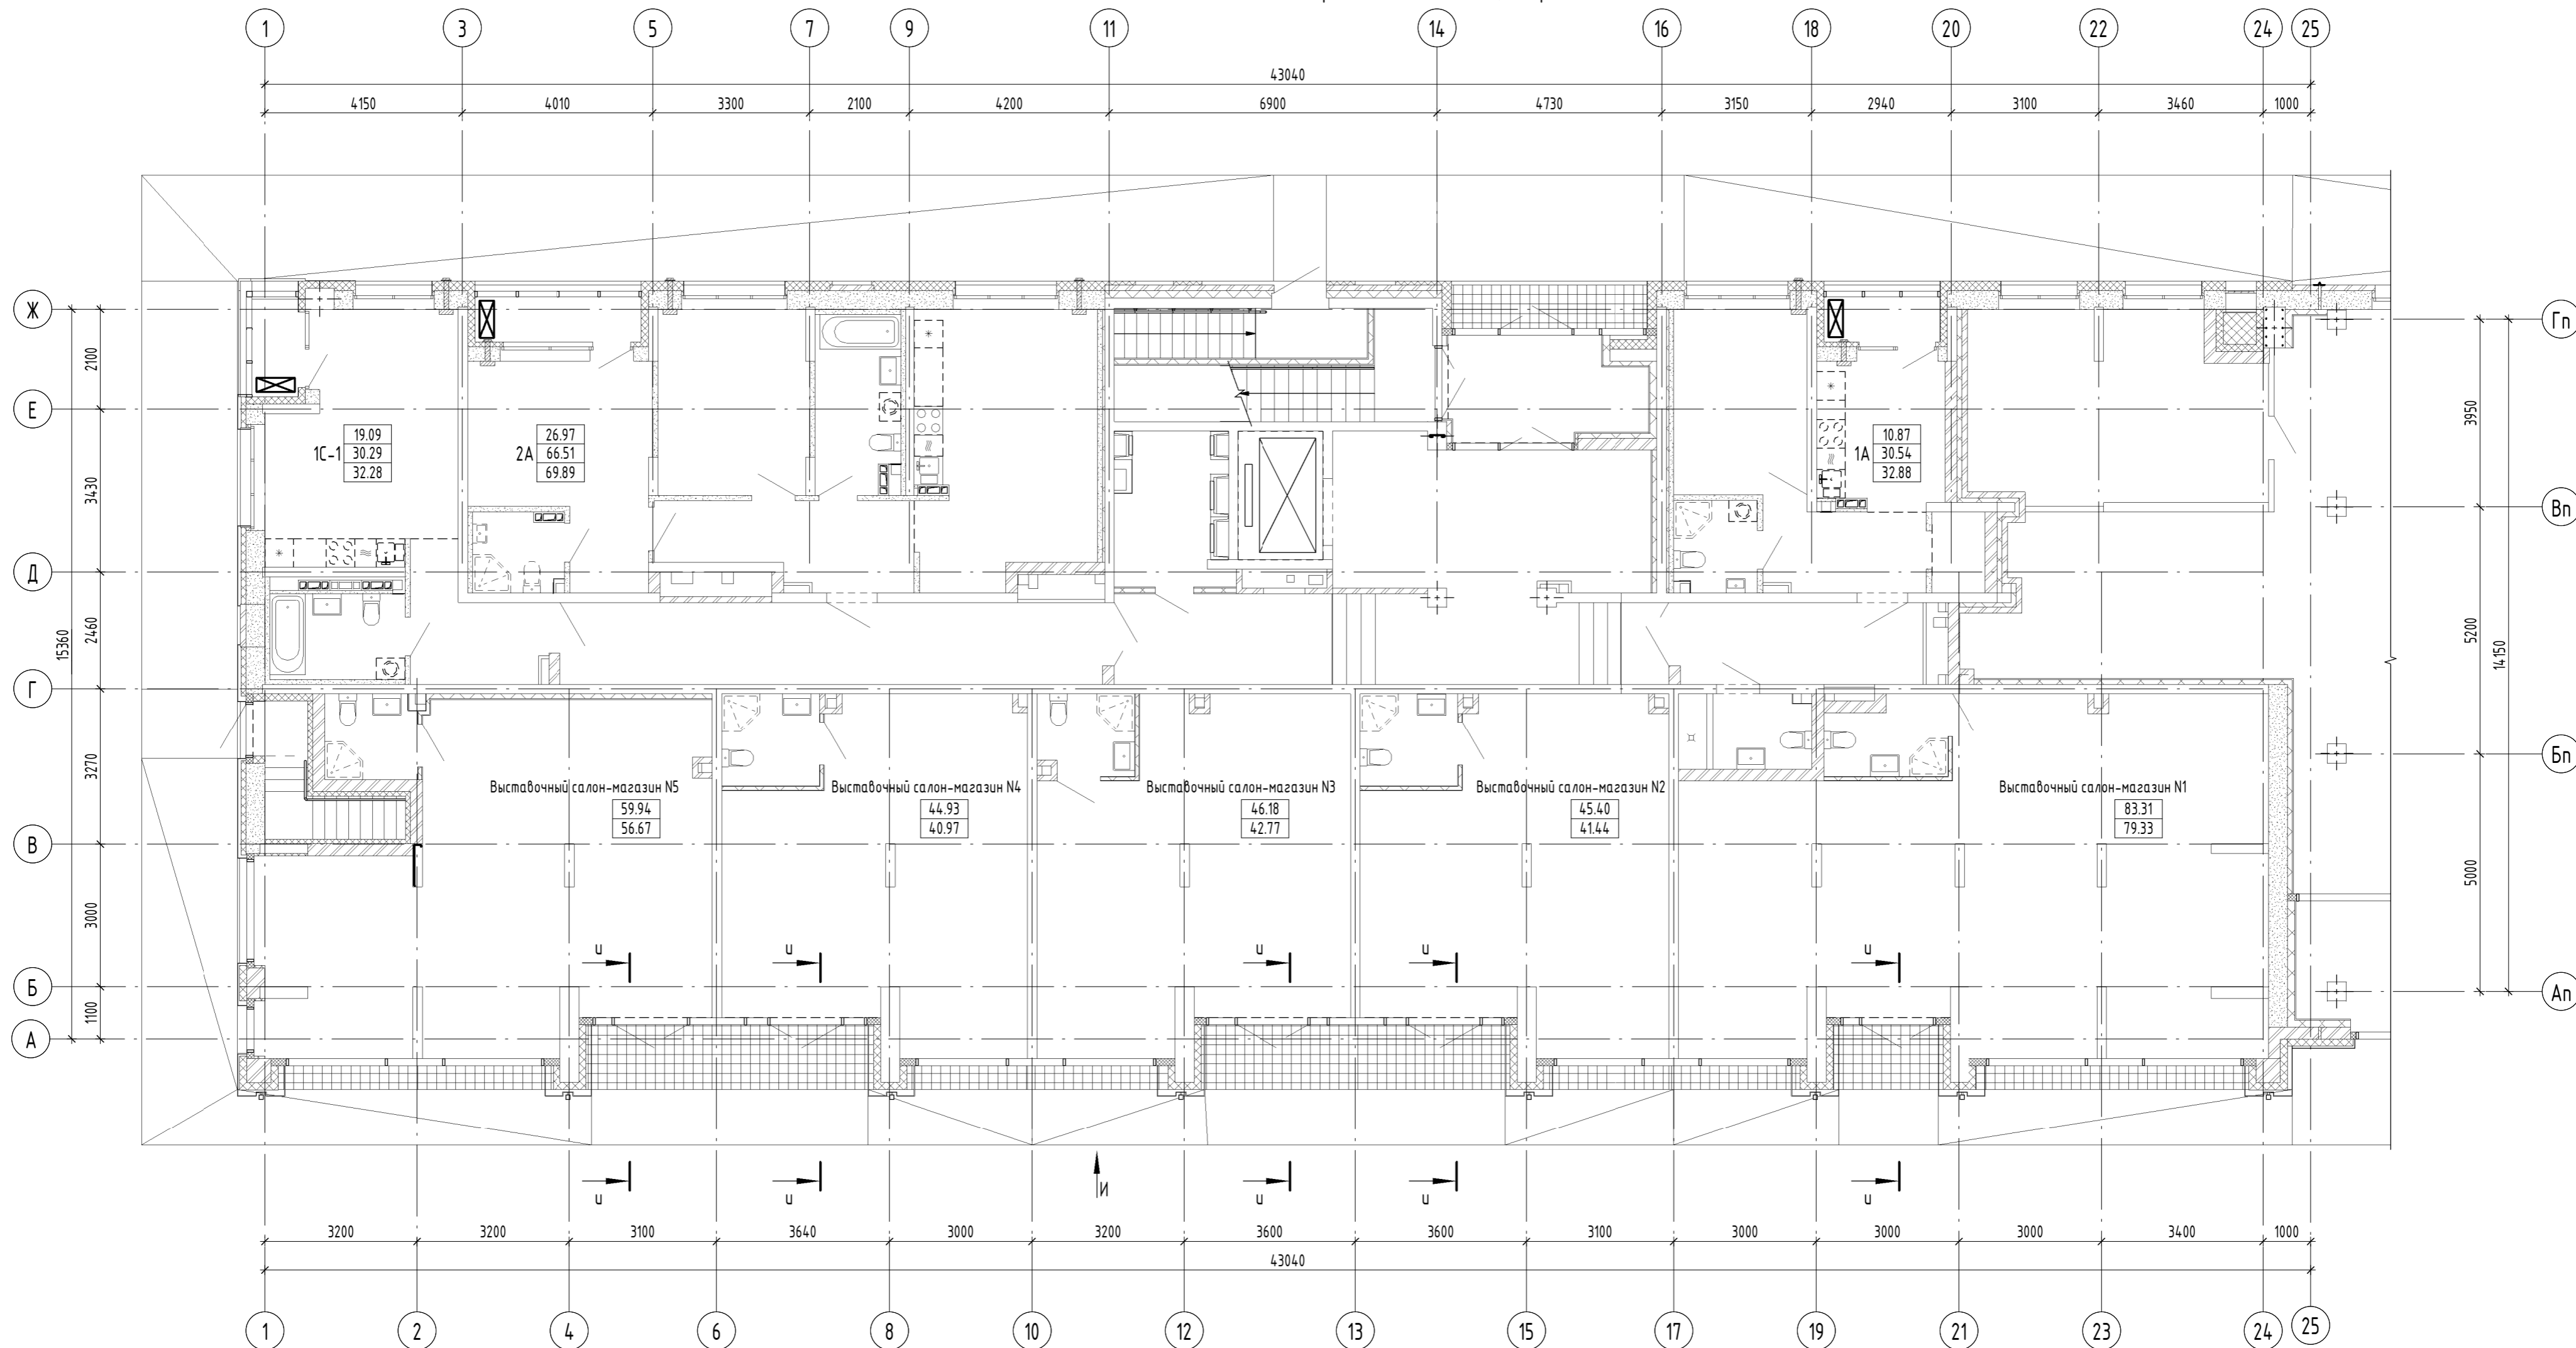 1 3 5 7 9 11 14 16 18 20 22 24 25
43040
4150 4010 3300 2100 4200 6900 4730 3150 2940 3100 3460 1000
Ж
Е
Д
Г
В
Б
А
2100
3430
2460
3270
3000
1100
15360
Гп
Вп
Бп
Ап
3950
5200
5000
14150
1С-1
19.09
30.29
32.28
2А
26.97
66.51
69.89
1А
10.87
30.54
32.88
Выставочный салон-магазин N5
59.94
56.67
Выставочный салон-магазин N4
44.93
40.97
Выставочный салон-магазин N3
46.18
42.77
Выставочный салон-магазин N2
45.40
41.44
Выставочный салон-магазин N1
83.31
79.33
и и и и и
И
и и и и и
3200 3200 3100 3640 3000 3200 3600 3600 3100 3000 3000 3000 3400 1000
43040
1 2 4 6 8 10 12 13 15 17 19 21 23 24 25